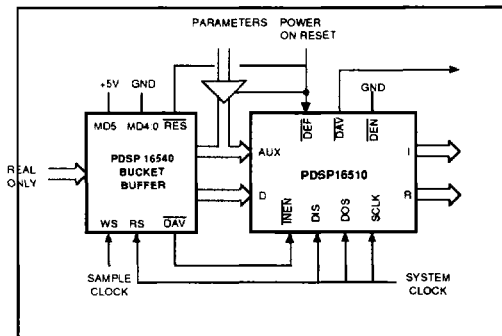 PARAMETERS
POWER
ON RESET
+5V
GND
MD5
MD4:0
RES
DEF
DAV
GND
DEN
REAL
ONLY
PDSP 16540
BUCKET
BUFFER
AUX
D
PDSP16510
I
R
WS
RS
DAV
INEN
DIS
DOS
SCLK
SAMPLE
CLOCK
SYSTEM
CLOCK